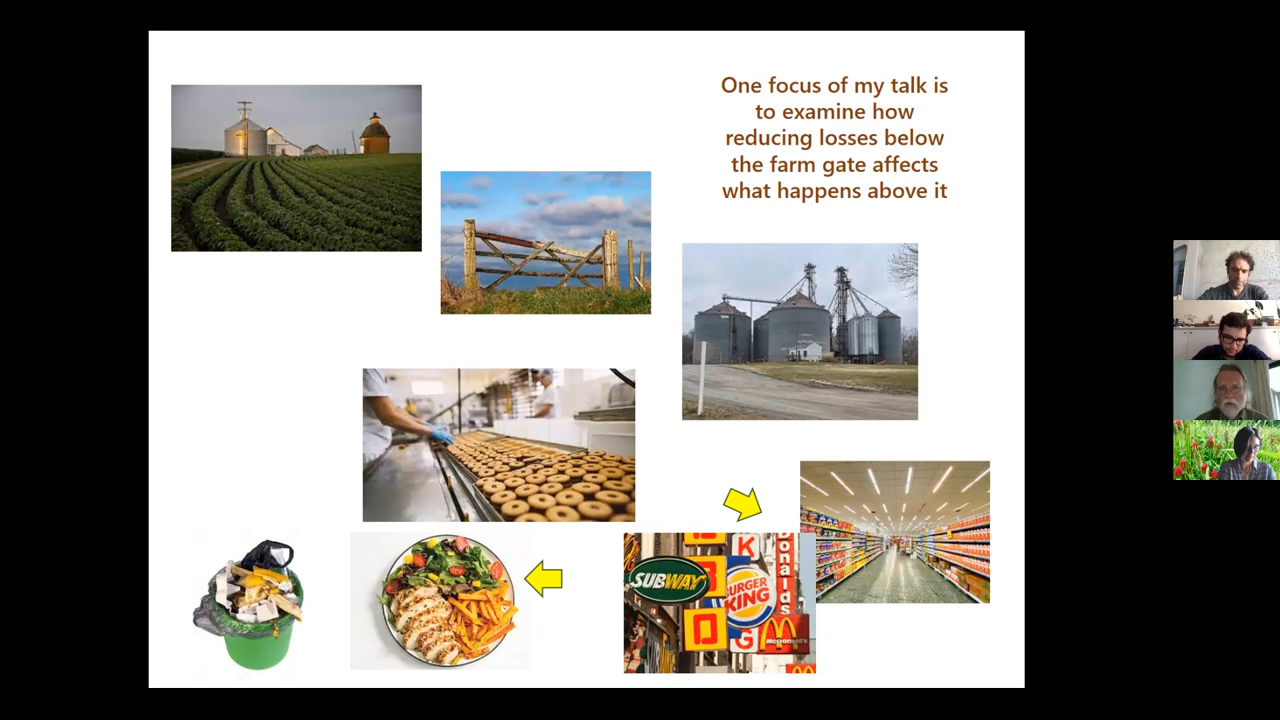 One focus of my talk is
to examine how
reducing losses below
the farm gate affects
what happens above it
SUBWAY
BURGER
KING
McDonald's